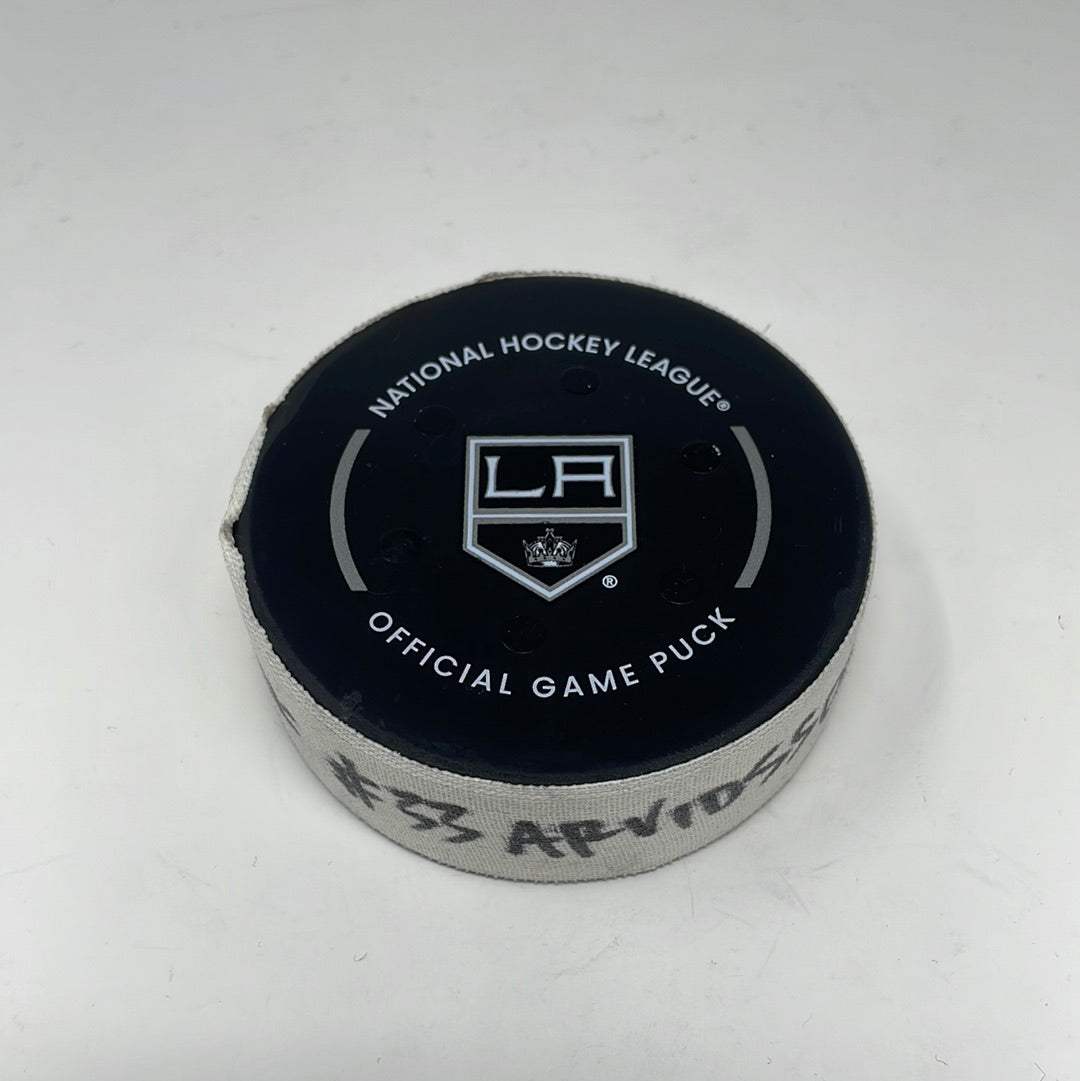 NATIONAL HOCKEY LEAGUE®
LA
®
OFFICIAL GAME PUCK
#33 ARVIDSS